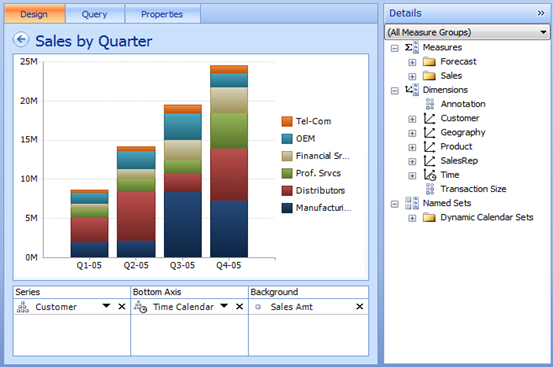 Design Query Properties
Sales by Quarter
25M
20M
15M
10M
5M
0M
Q1-05 Q2-05 Q3-05 Q4-05
Tel-Com
OEM
Financial Sr...
Prof. Srvcs
Distributors
Manufacturi...
Series Bottom Axis Background
Customer Time Calendar Sales Amt
Details
(All Measure Groups)
Measures
Forecast
Sales
Dimensions
Annotation
Customer
Geography
Product
SalesRep
Time
Transaction Size
Named Sets
Dynamic Calendar Sets